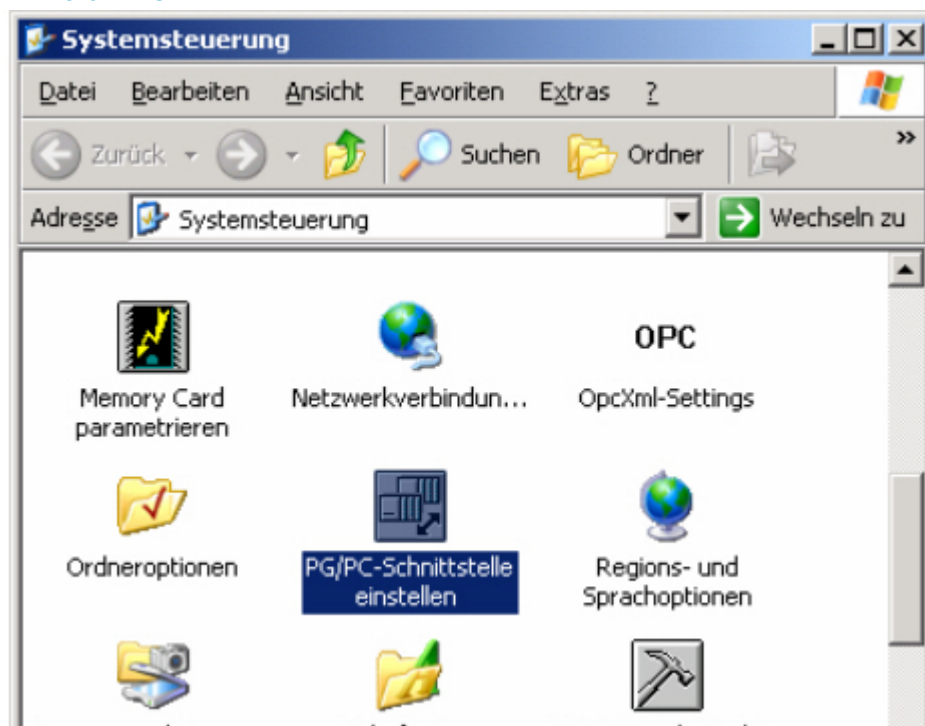 Systemsteuerung
Datei Bearbeiten Ansicht Favoriten Extras ?
Zurück Suchen Ordner »
Adresse Systemsteuerung Wechseln zu
OPC
Memory Card Netzwerkverbindun... OpcXml-Settings
parametrieren
Ordneroptionen PG/PC-Schnittstelle Regions- und
einstellen Sprachoptionen